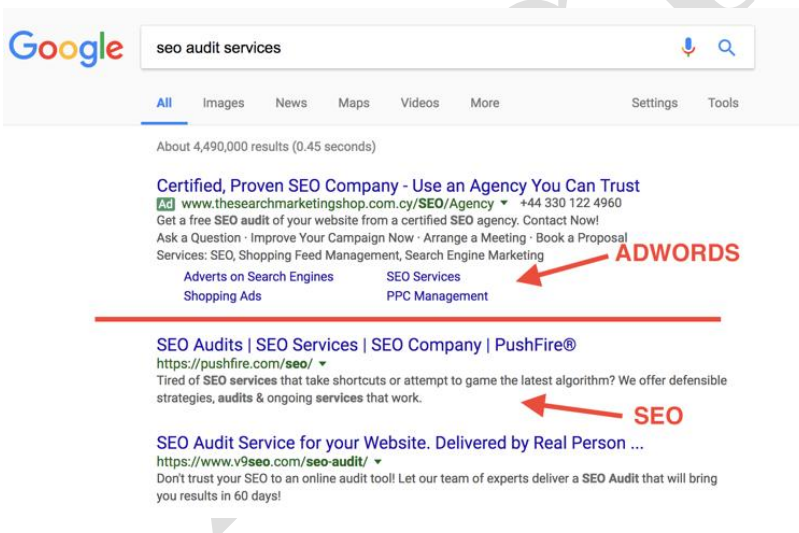 Google
seo audit services
All Images News Maps Videos More Settings Tools
About 4,490,000 results (0.45 seconds)
Certified, Proven SEO Company - Use an Agency You Can Trust
Ad www.thesearchmarketingshop.com.cy/SEO/Agency ▼ +44 330 122 4960
Get a free SEO audit of your website from a certified SEO agency. Contact Now!
Ask a Question · Improve Your Campaign Now · Arrange a Meeting · Book a Proposal
Services: SEO, Shopping Feed Management, Search Engine Marketing
ADWORDS
Adverts on Search Engines SEO Services
Shopping Ads PPC Management
SEO Audits | SEO Services | SEO Company | PushFire®
https://pushfire.com/seo/ ▼
Tired of SEO services that take shortcuts or attempt to game the latest algorithm? We offer defensible
strategies, audits & ongoing services that work.
SEO
SEO Audit Service for your Website. Delivered by Real Person ...
https://www.v9seo.com/seo-audit/ ▼
Don't trust your SEO to an online audit tool! Let our team of experts deliver a SEO Audit that will bring
you results in 60 days!